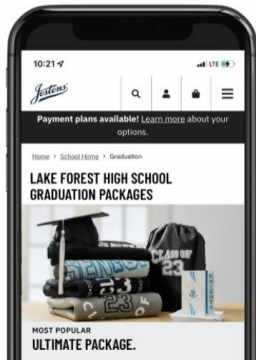 10:21
LTE
Jostens
Payment plans available! Learn more about your
options.
Home > School Home > Graduation
LAKE FOREST HIGH SCHOOL
GRADUATION PACKAGES
SENIOR
23
CLASS OF
23
MOST POPULAR
ULTIMATE PACKAGE.